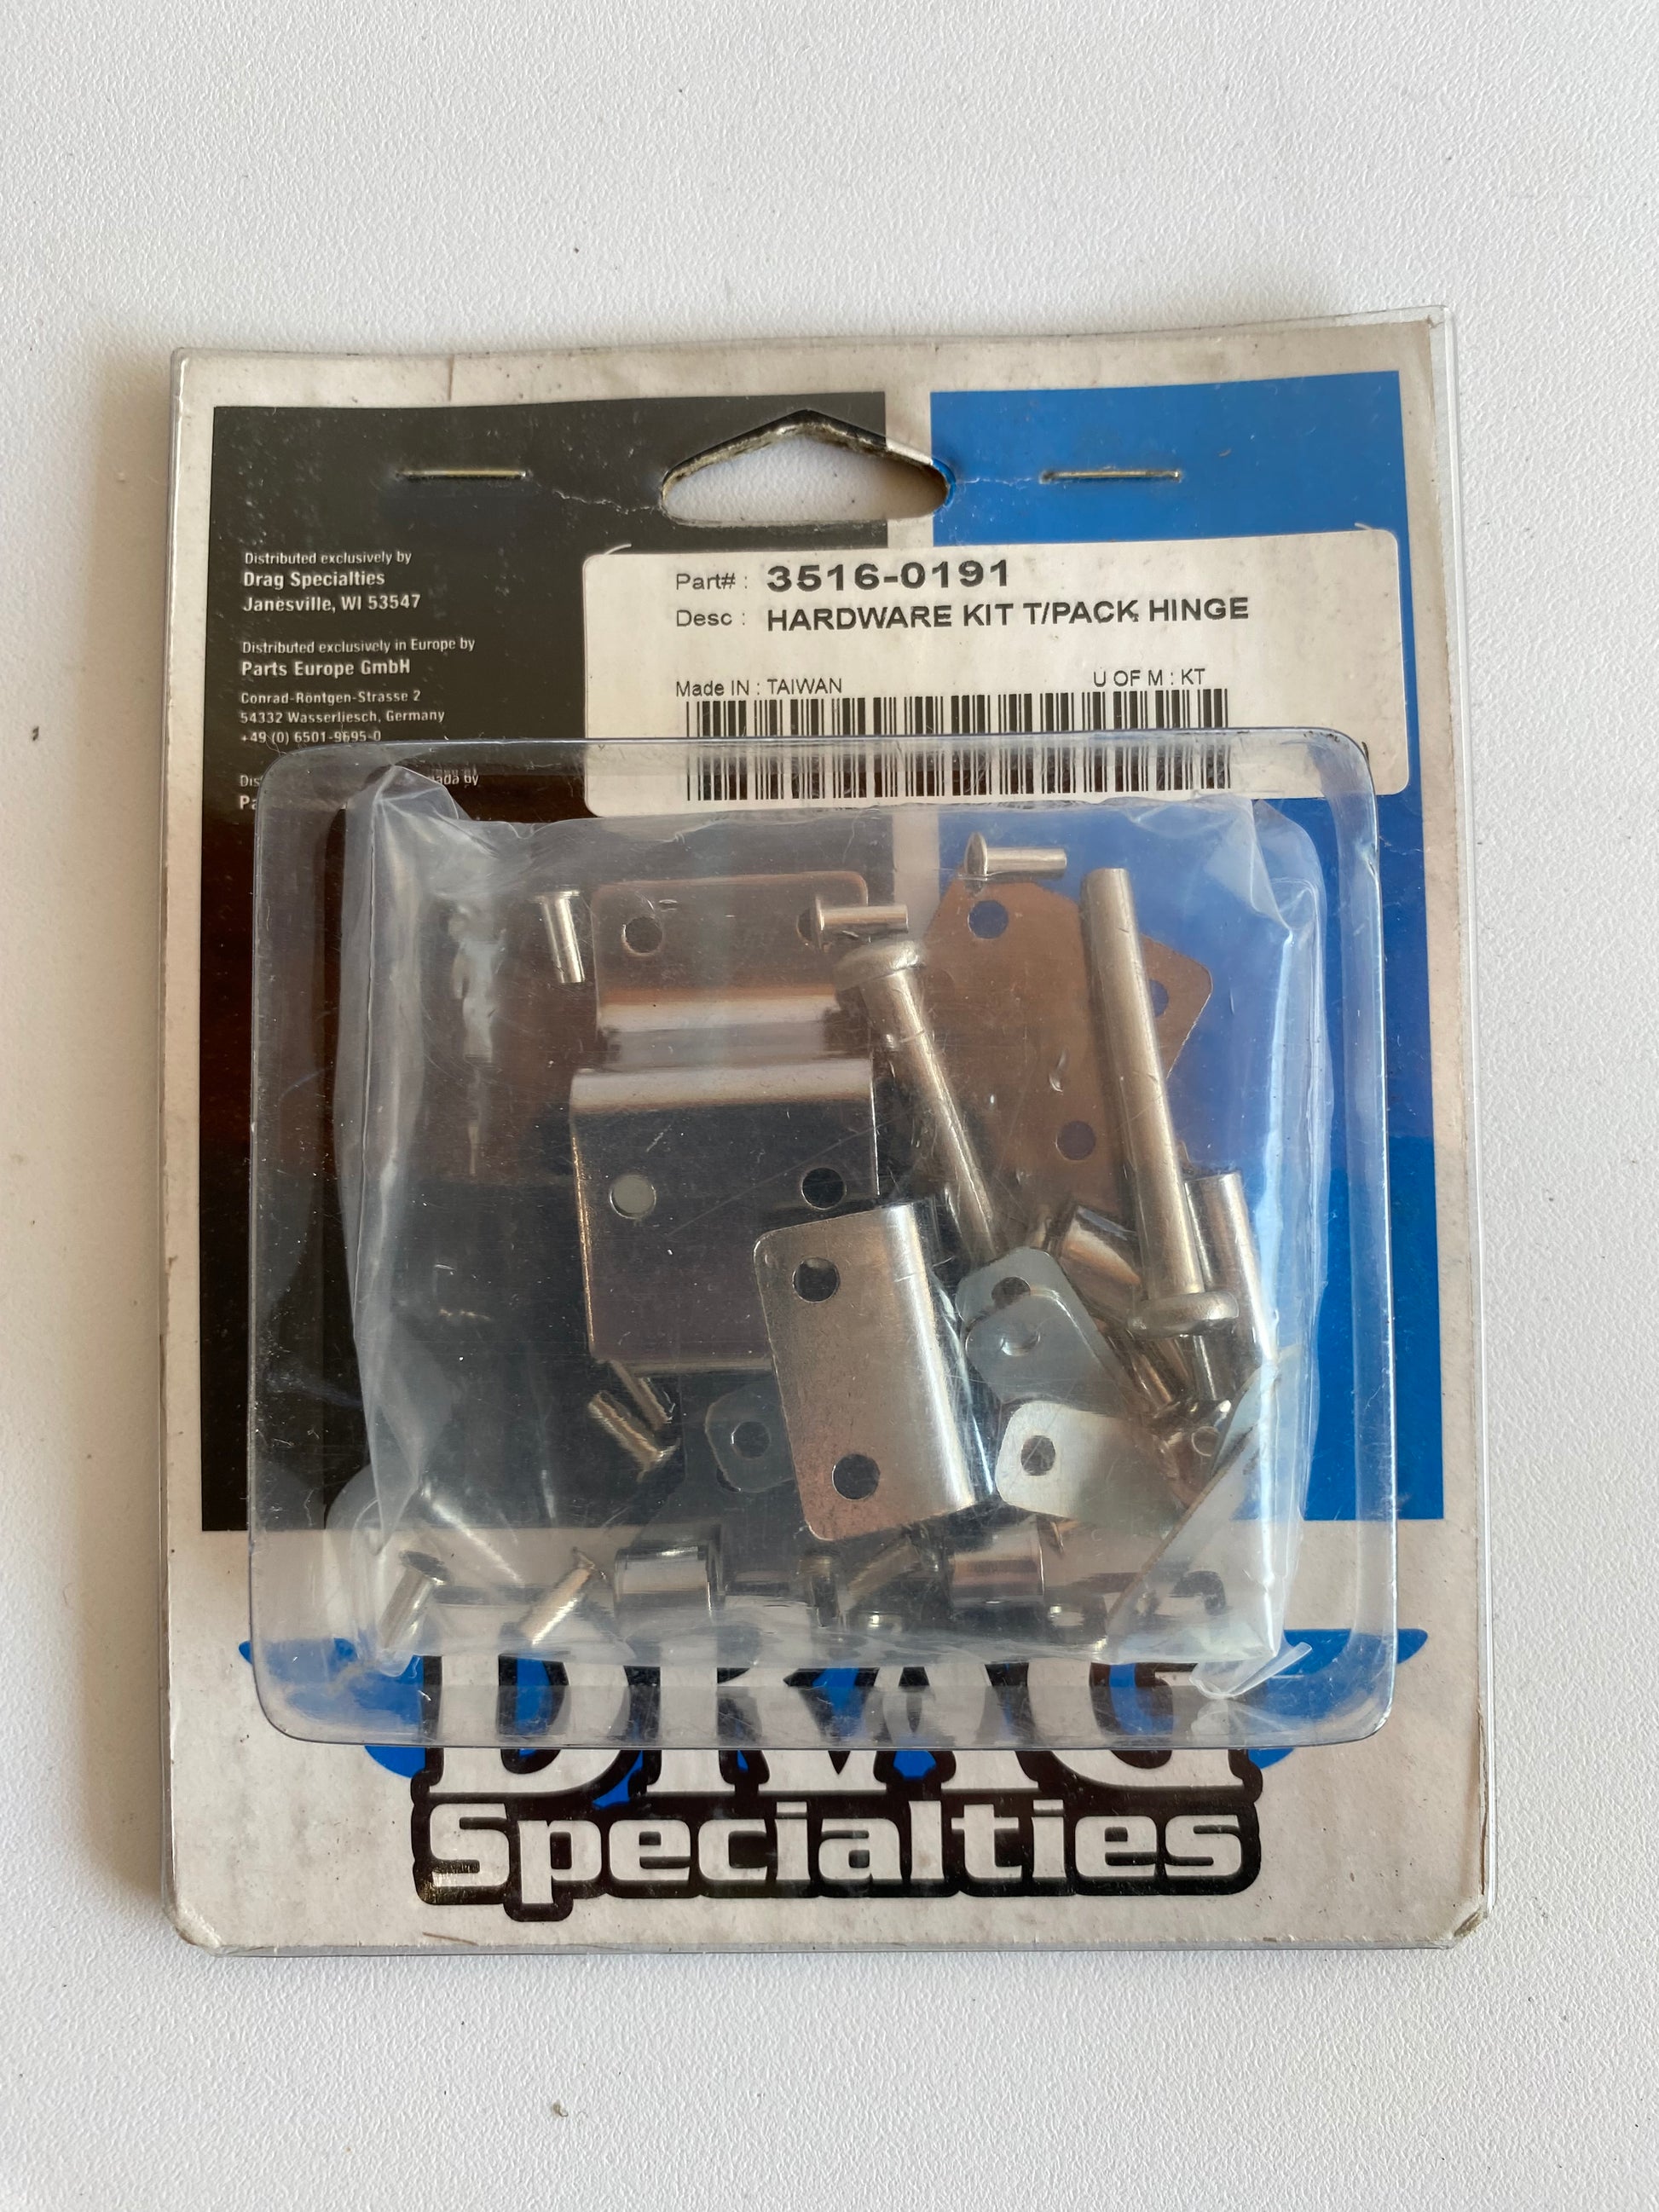 Distributed exclusively by
Drag Specialties
Janesville, WI 53547
Distributed exclusively in Europe by
Parts Europe GmbH
Conrad-Röntgen-Strasse 2
54332 Wasserliesch, Germany
+49 (0) 6501-9695-0
Part# : 3516-0191
Desc : HARDWARE KIT T/PACK HINGE
Made IN : TAIWAN
U OF M : KT
DRAG
Specialties